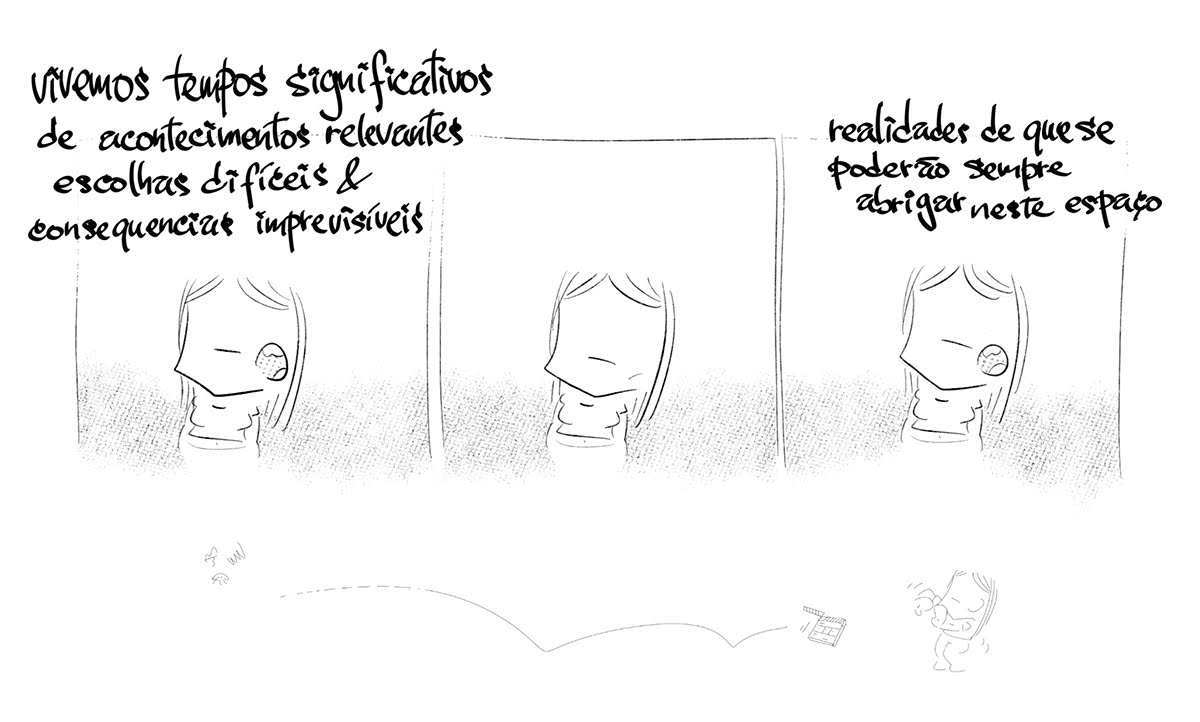 vivemos tempos significativos
de acontecimentos relevantes
escolhas difíceis &
consequencias imprevisíveis
realidades de que se
poderão sempre
abrigar neste espaço